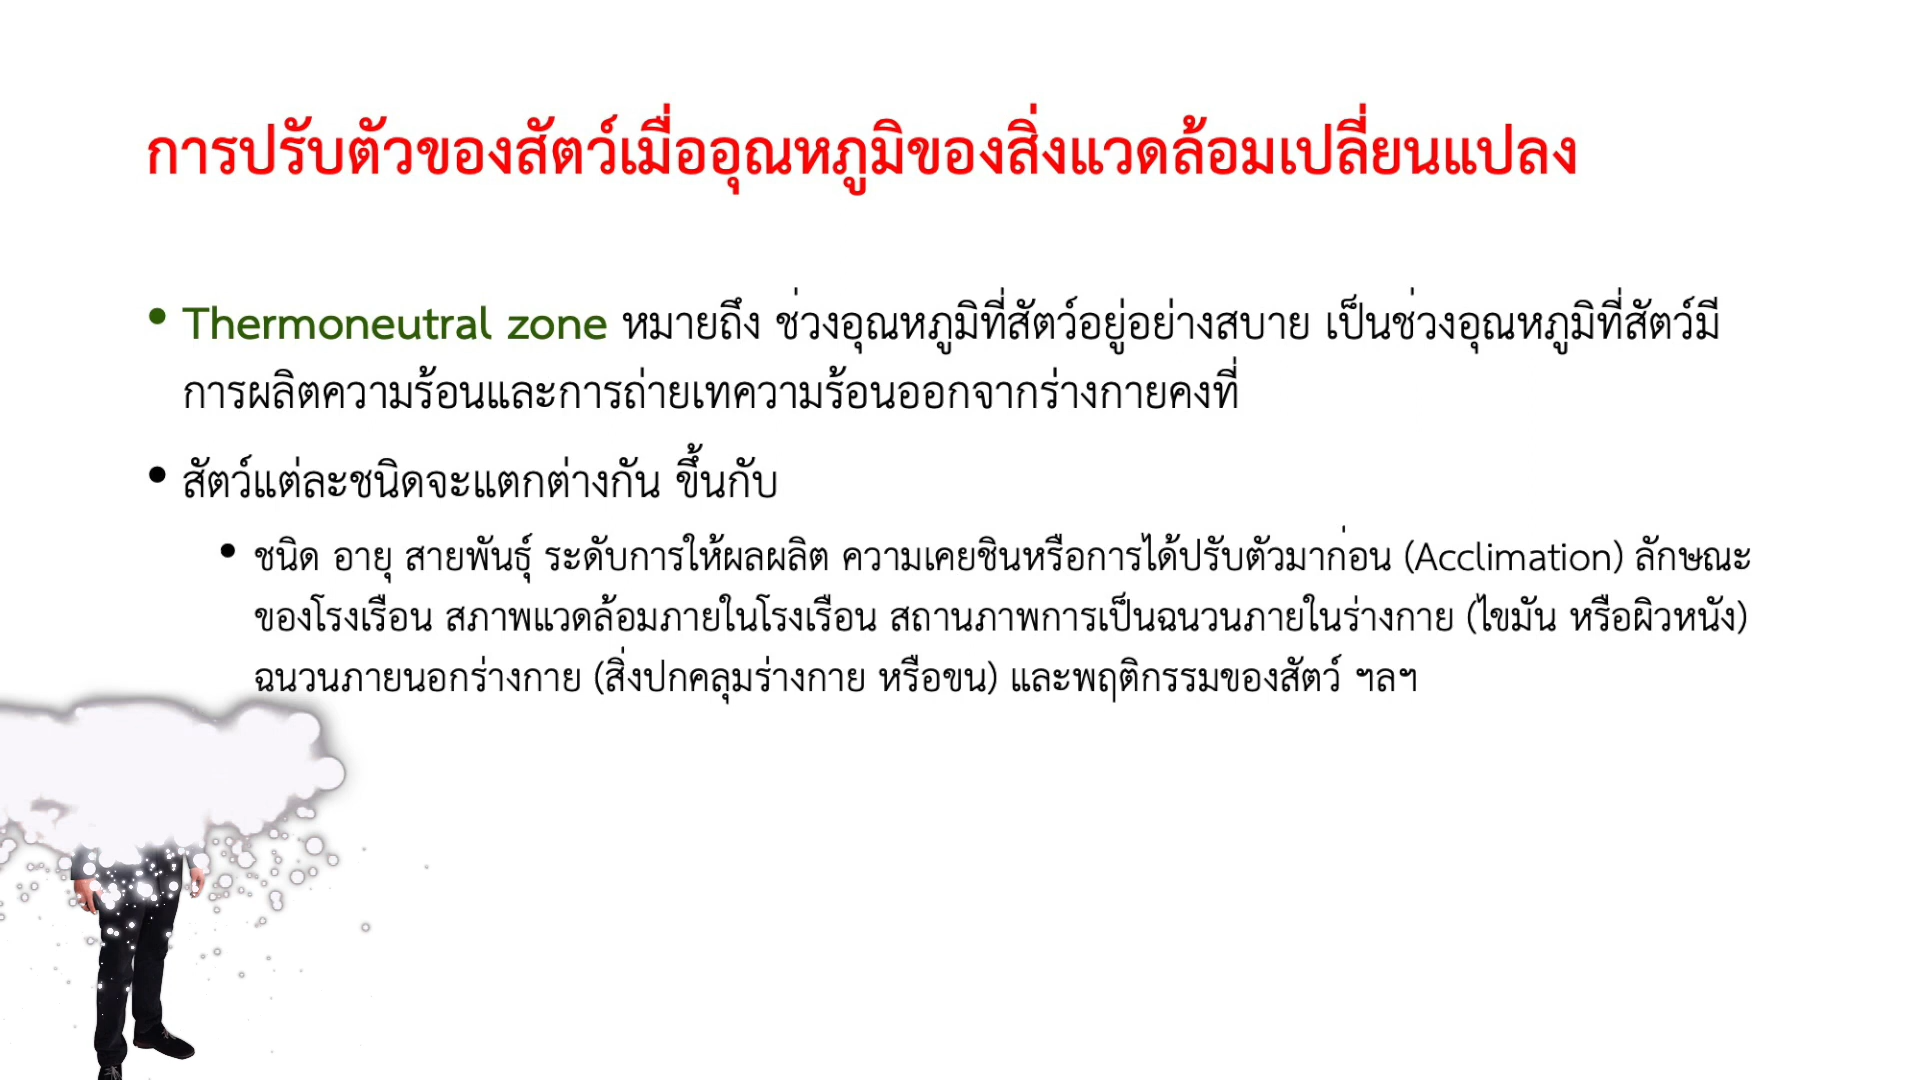 การปรับตัวของสัตว์เมื่ออุณหภูมิของสิ่งแวดล้อมเปลี่ยนแปลง
• Thermoneutral zone หมายถึง ช่วงอุณหภูมิที่สัตว์อยู่อย่างสบาย เป็นช่วงอุณหภูมิที่สัตว์มี
การผลิตความร้อนและการถ่ายเทความร้อนออกจากร่างกายคงที่
• สัตว์แต่ละชนิดจะแตกต่างกัน ขึ้นกับ
• ชนิด อายุ สายพันธุ์ ระดับการให้ผลผลิต ความเคยชินหรือการได้ปรับตัวมาก่อน (Acclimation) ลักษณะ
ของโรงเรือน สภาพแวดล้อมภายในโรงเรือน สถานภาพการเป็นฉนวนภายในร่างกาย (ไขมัน หรือผิวหนัง)
ฉนวนภายนอกร่างกาย (สิ่งปกคลุมร่างกาย หรือขน) และพฤติกรรมของสัตว์ ฯลฯ